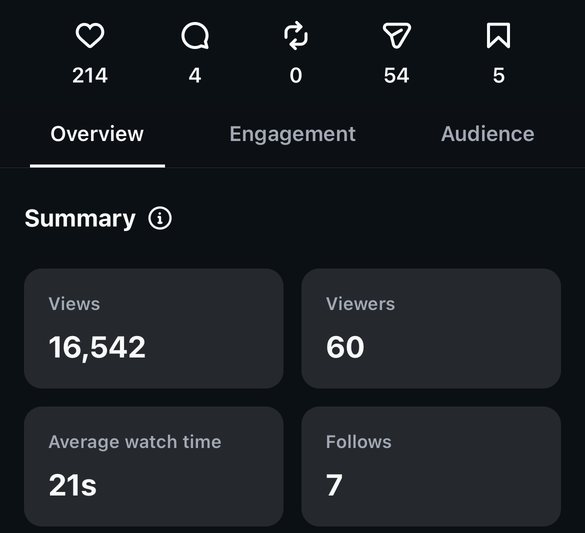 214 4 0 54 5
Overview Engagement Audience
Summary
Views Viewers
16,542 60
Average watch time Follows
21s 7